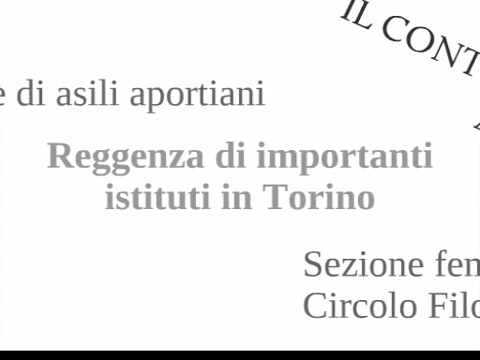 IL CONT
e di asili aportiani
Reggenza di importanti
istituti in Torino
Sezione fem
Circolo Filo